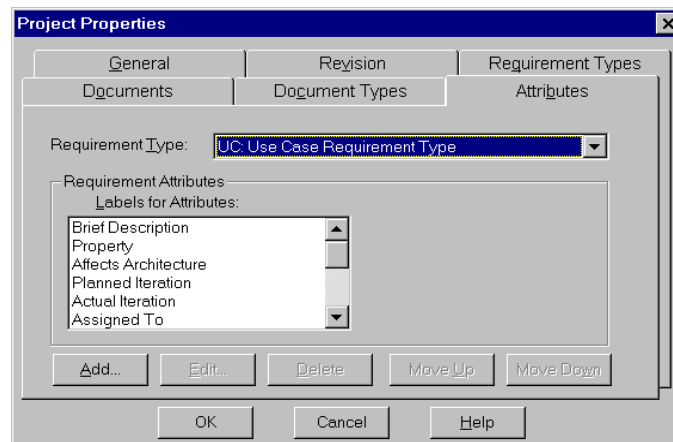 Project Properties
General Revision Requirement Types
Documents Document Types Attributes
Requirement Type: UC: Use Case Requirement Type
Requirement Attributes
Labels for Attributes:
Brief Description
Property
Affects Architecture
Planned Iteration
Actual Iteration
Assigned To
Add... Edit... Delete Move Up Move Down
OK Cancel Help